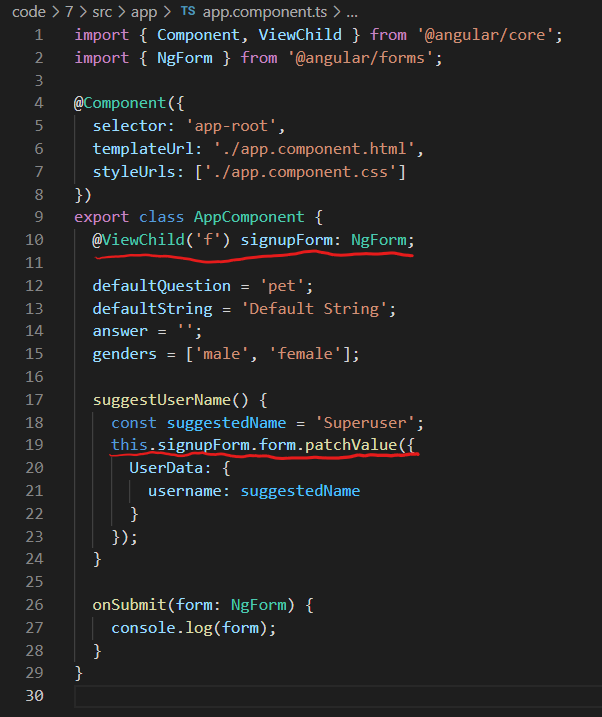 code > 7 > src > app > TS app.component.ts > ...
1 import { Component, ViewChild } from '@angular/core';
2 import { NgForm } from '@angular/forms';
3
4 @Component({
5   selector: 'app-root',
6   templateUrl: './app.component.html',
7   styleUrls: ['./app.component.css']
8 })
9 export class AppComponent {
10   @ViewChild('f') signupForm: NgForm;
11
12   defaultQuestion = 'pet';
13   defaultString = 'Default String';
14   answer = '';
15   genders = ['male', 'female'];
16
17   suggestUserName() {
18     const suggestedName = 'Superuser';
19     this.signupForm.form.patchValue({
20       UserData: {
21         username: suggestedName
22       }
23     });
24   }
25
26   onSubmit(form: NgForm) {
27     console.log(form);
28   }
29 }
30